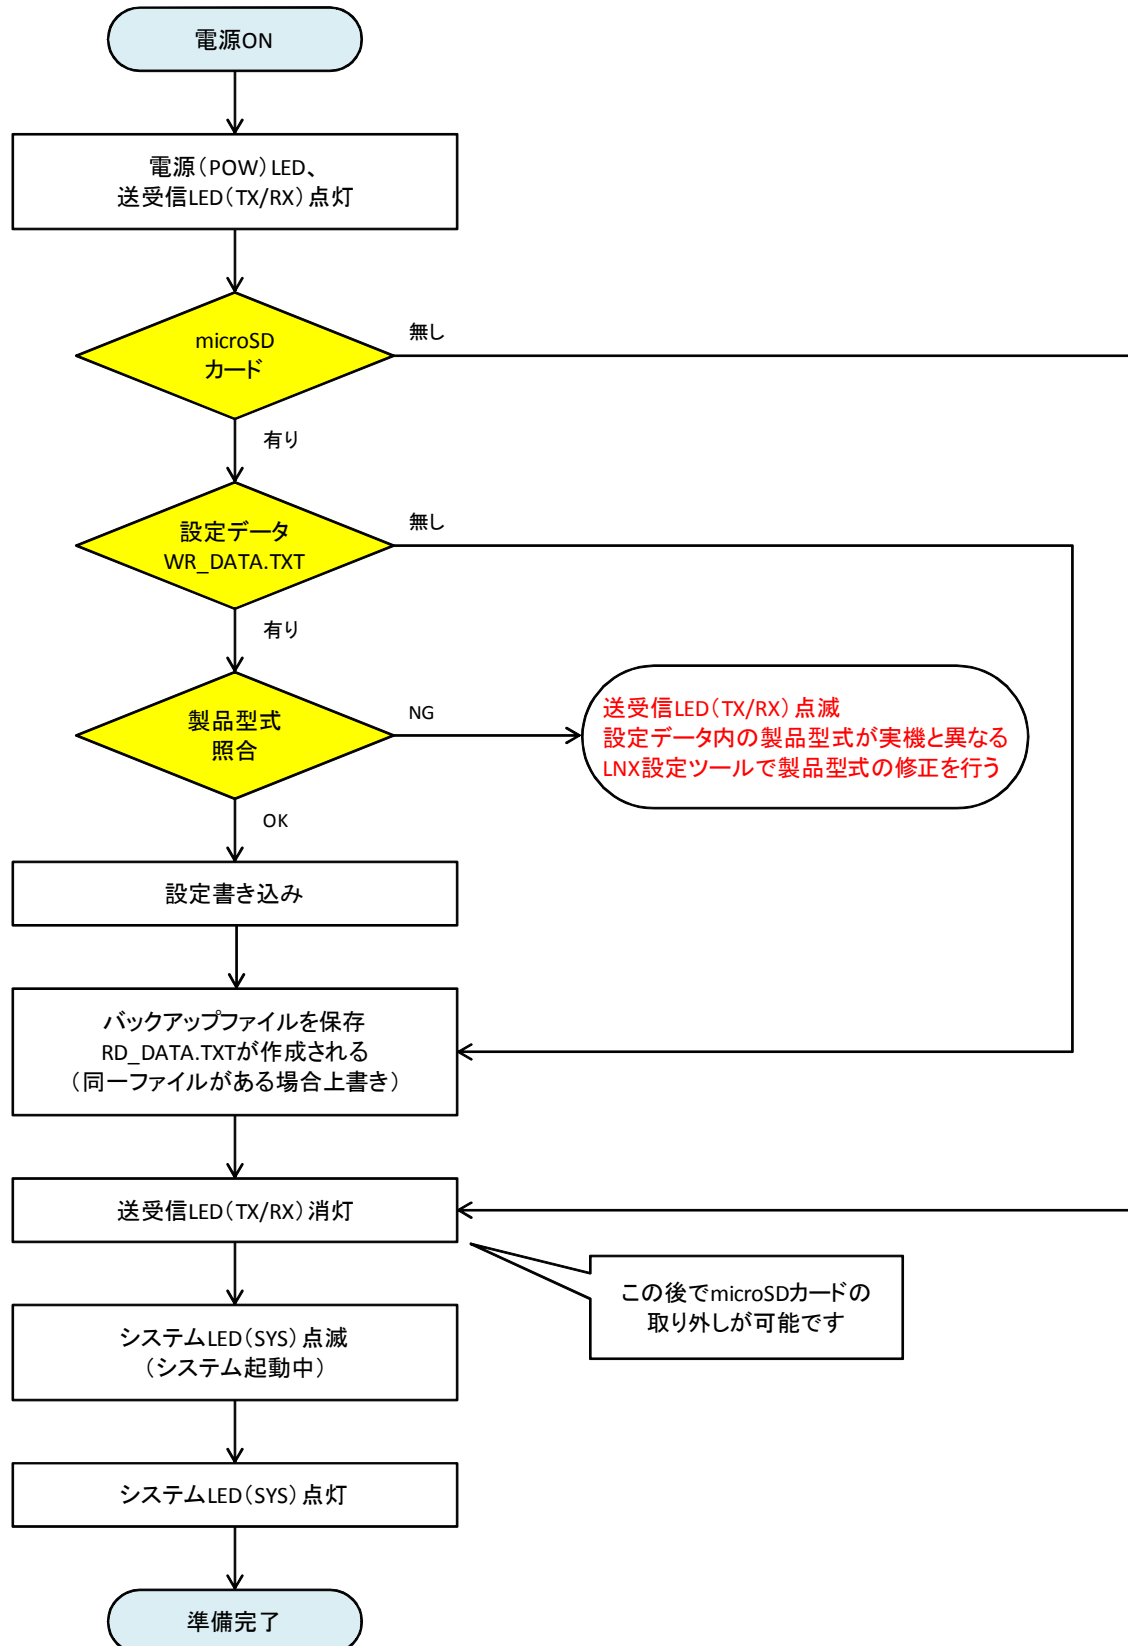 電源ON
電源(POW)LED、
送受信LED(TX/RX)点灯
microSD
カード
無し
有り
設定データ
WR_DATA.TXT
無し
有り
製品型式
照合
NG
送受信LED(TX/RX)点滅
設定データ内の製品型式が実機と異なる
LNX設定ツールで製品型式の修正を行う
OK
設定書き込み
バックアップファイルを保存
RD_DATA.TXTが作成される
(同一ファイルがある場合上書き)
送受信LED(TX/RX)消灯
この後でmicroSDカードの
取り外しが可能です
システムLED(SYS)点滅
(システム起動中)
システムLED(SYS)点灯
準備完了